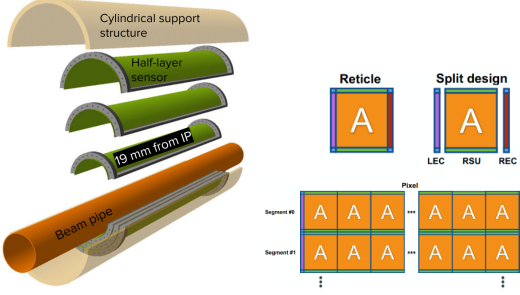 Cylindrical support
structure
Half-layer
sensor
19 mm from IP
Beam pipe
Reticle
Split design
A
A
LEC
RSU
REC
Pixel
Segment #0
A A A ••• A A A
Segment #1
A A A ••• A A A